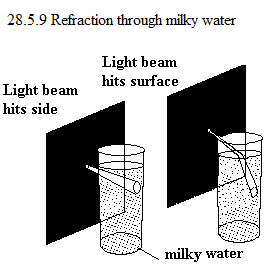 28.5.9 Refraction through milky water
Light beam
hits side
Light beam
hits surface
milky water